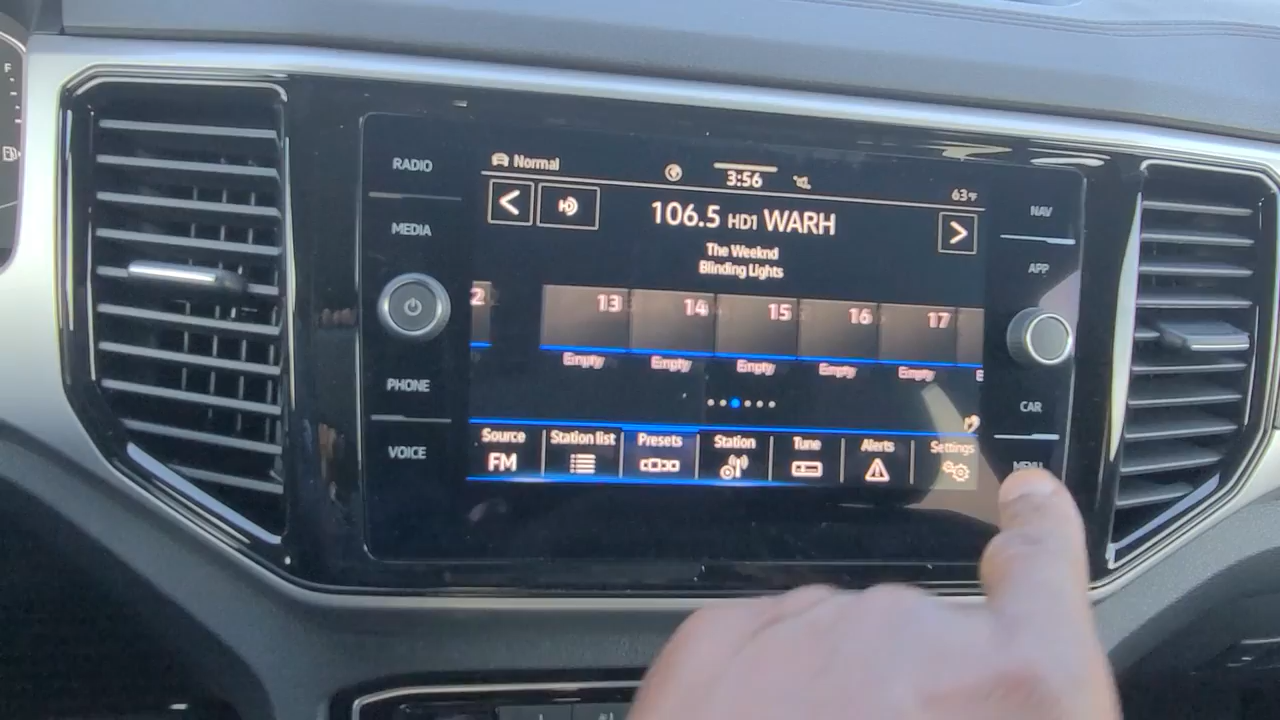 F
RADIO
MEDIA
PHONE
VOICE
Normal
3:56
63°F
HD
106.5 HD1 WARH
The Weeknd
Blinding Lights
2 13 14 15 16 17
Empty Empty Empty Empty Empty E
Source Station list Presets Station Tune Alerts Settings
FM
NAV
APP
CAR
MENU